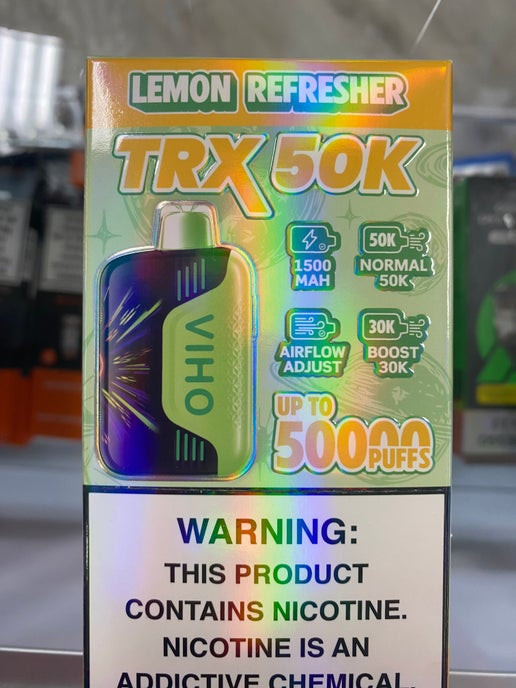 LEMON REFRESHER
TRX 50K
VIHO
1500
MAH
50K
NORMAL
50K
AIRFLOW
ADJUST
30K
BOOST
30K
UP TO
50000
PUFFS
WARNING:
THIS PRODUCT
CONTAINS NICOTINE.
NICOTINE IS AN
ADDICTIVE CHEMICAL.